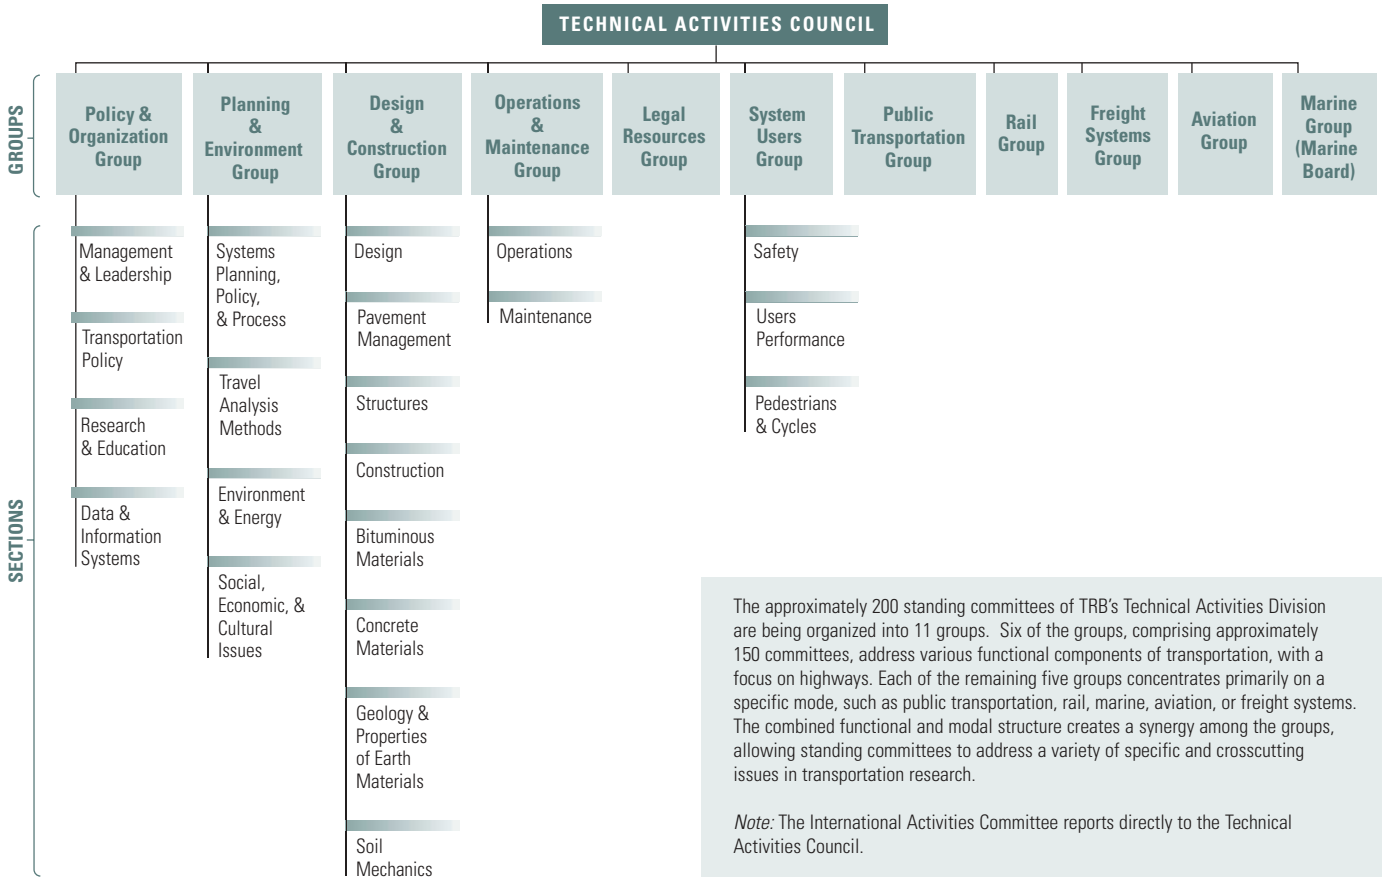 TECHNICAL ACTIVITIES COUNCIL
GROUPS
Policy &
Organization
Group
Planning
&
Environment
Group
Design
&
Construction
Group
Operations
&
Maintenance
Group
Legal
Resources
Group
System
Users
Group
Public
Transportation
Group
Rail
Group
Freight
Systems
Group
Aviation
Group
Marine
Group
(Marine
Board)
SECTIONS
Management
& Leadership
Transportation
Policy
Research
& Education
Data &
Information
Systems
Systems
Planning,
Policy,
& Process
Travel
Analysis
Methods
Environment
& Energy
Social,
Economic, &
Cultural
Issues
Design
Pavement
Management
Structures
Construction
Bituminous
Materials
Concrete
Materials
Geology &
Properties
of Earth
Materials
Soil
Mechanics
Operations
Maintenance
Safety
Users
Performance
Pedestrians
& Cycles
The approximately 200 standing committees of TRB's Technical Activities Division
are being organized into 11 groups.  Six of the groups, comprising approximately
150 committees, address various functional components of transportation, with a
focus on highways. Each of the remaining five groups concentrates primarily on a
specific mode, such as public transportation, rail, marine, aviation, or freight systems.
The combined functional and modal structure creates a synergy among the groups,
allowing standing committees to address a variety of specific and crosscutting
issues in transportation research.
Note: The International Activities Committee reports directly to the Technical
Activities Council.